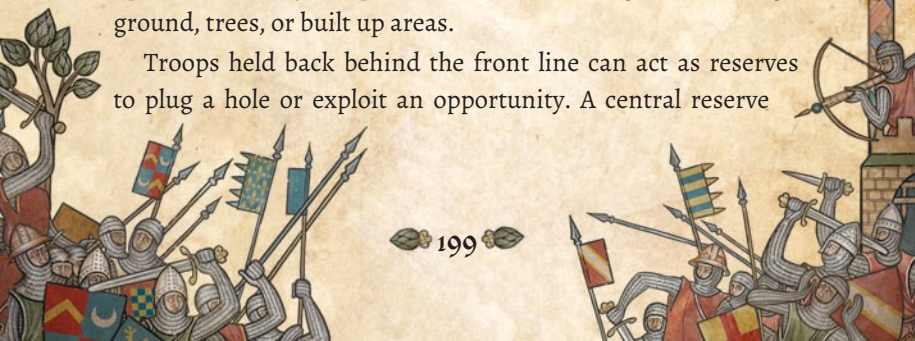 ground, trees, or built up areas.
Troops held back behind the front line can act as reserves
to plug a hole or exploit an opportunity. A central reserve
199